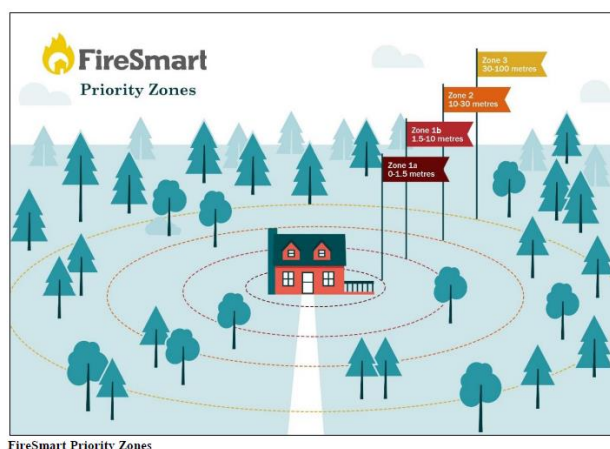 FireSmart
Priority Zones
Zone 3
30-100 metres
Zone 2
10-30 metres
Zone 1b
1.5-10 metres
Zone 1a
0-1.5 metres
FireSmart Priority Zones